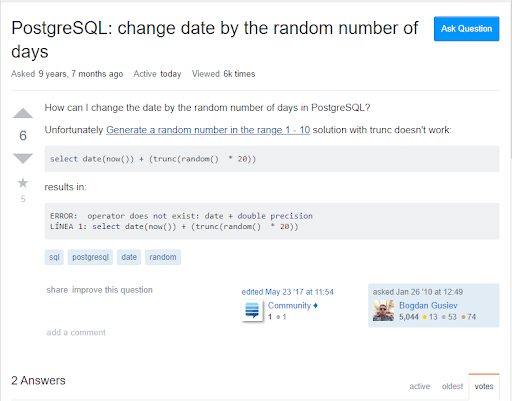 PostgreSQL: change date by the random number of
days
Ask Question
Asked 9 years, 7 months ago Active today Viewed 6k times
How can I change the date by the random number of days in PostgreSQL?
6
Unfortunately Generate a random number in the range 1 - 10 solution with trunc doesn't work:
select date(now()) + (trunc(random()  * 20))
5
results in:
ERROR:  operator does not exist: date + double precision
LÍNEA 1: select date(now()) + (trunc(random()  * 20))
sql postgresql date random
share improve this question
edited May 23 '17 at 11:54
Community ♦
1 ●1
asked Jan 26 '10 at 12:49
Bogdan Gusiev
5,044 ●13 ●53 ●74
add a comment
2 Answers
active oldest votes